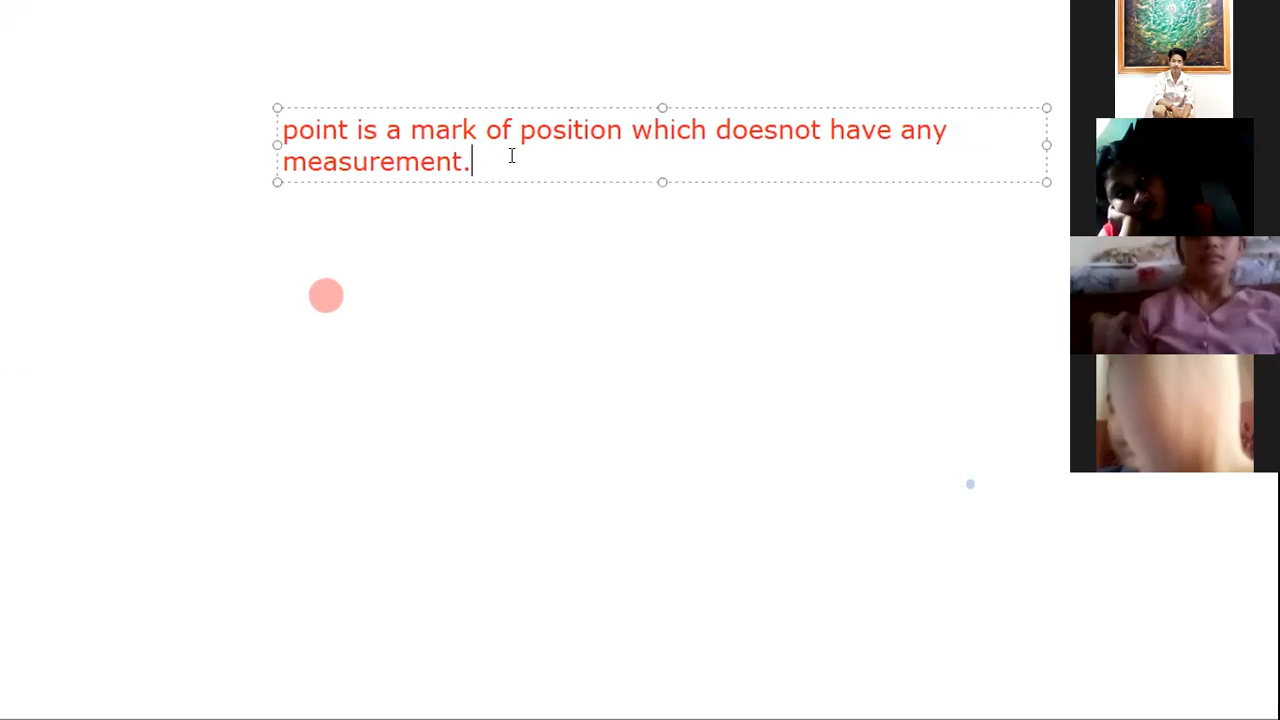 point is a mark of position which doesnot have any
measurement.